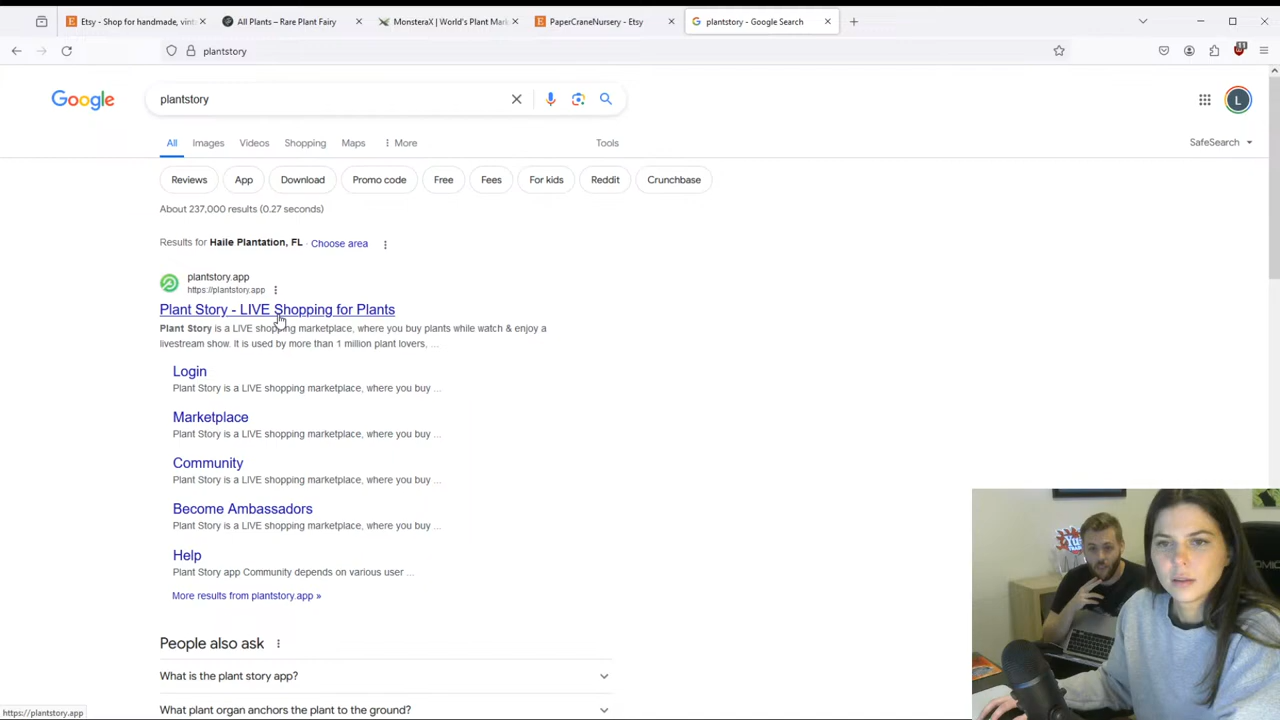 Etsy - Shop for handmade, vint
All Plants – Rare Plant Fairy
MonsteraX | World's Plant Mark
PaperCraneNursery - Etsy
plantstory - Google Search
plantstory
11
Google
plantstory
L
All
Images
Videos
Shopping
Maps
More
Tools
SafeSearch
Reviews
App
Download
Promo code
Free
Fees
For kids
Reddit
Crunchbase
About 237,000 results (0.27 seconds)
Results for Haile Plantation, FL · Choose area
plantstory.app
https://plantstory.app
Plant Story - LIVE Shopping for Plants
Plant Story is a LIVE shopping marketplace, where you buy plants while watch & enjoy a
livestream show. It is used by more than 1 million plant lovers, ...
Login
Plant Story is a LIVE shopping marketplace, where you buy ...
Marketplace
Plant Story is a LIVE shopping marketplace, where you buy ...
Community
Plant Story is a LIVE shopping marketplace, where you buy ...
Become Ambassadors
Plant Story is a LIVE shopping marketplace, where you buy ...
Help
Plant Story app Community depends on various user ...
More results from plantstory.app »
People also ask
What is the plant story app?
What plant organ anchors the plant to the ground?
https://plantstory.app